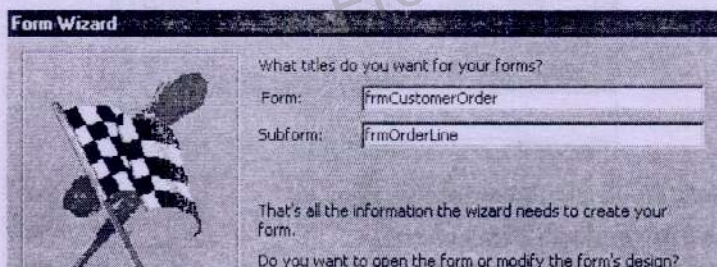 Form Wizard
What titles do you want for your forms?
Form: frmCustomerOrder
Subform: frmOrderLine
That's all the information the wizard needs to create your
form.
Do you want to open the form or modify the form's design?